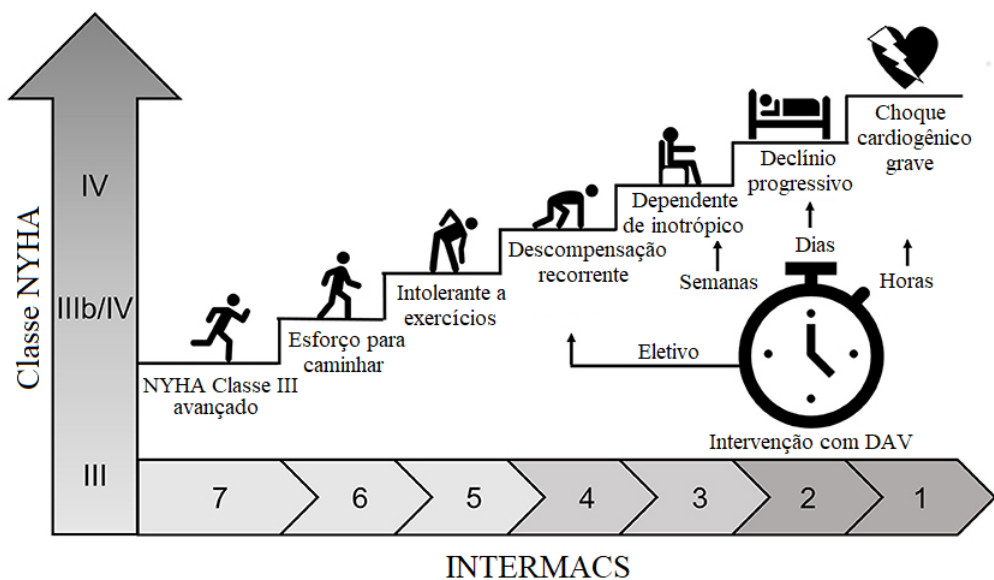 Classe NYHA
IV
IIIb/IV
III
NYHA Classe III
avançado
Esforço para
caminhar
Intolerante a
exercícios
Descompensação
recorrente
Dependente
de inotrópico
Declínio
progressivo
Choque
cardiogênico
grave
Eletivo
Semanas
Dias
Horas
Intervenção com DAV
7
6
5
4
3
2
1
INTERMACS